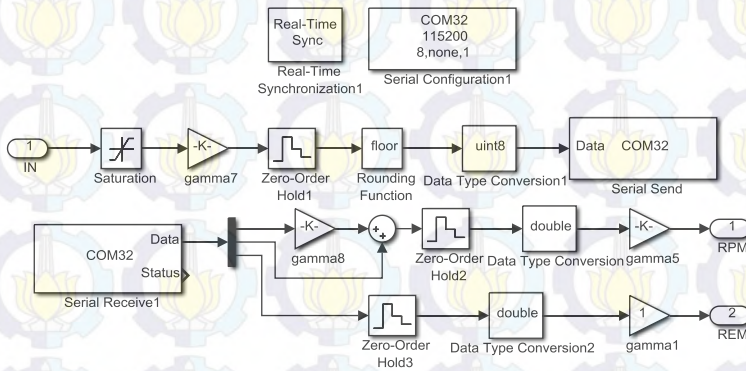 Real-Time
Sync
Real-Time
Synchronization1
COM32
115200
8,none,1
Serial Configuration1
1
IN
Saturation
-K-
gamma7
Zero-Order
Hold1
floor
Rounding
Function
uint8
Data Type Conversion1
Data COM32
Serial Send
COM32
Data
Status
Serial Receive1
-K-
gamma8
++
Zero-Order
Hold2
double
Data Type Conversion
-K-
gamma5
1
RPM
Zero-Order
Hold3
double
Data Type Conversion2
1
gamma1
2
REM